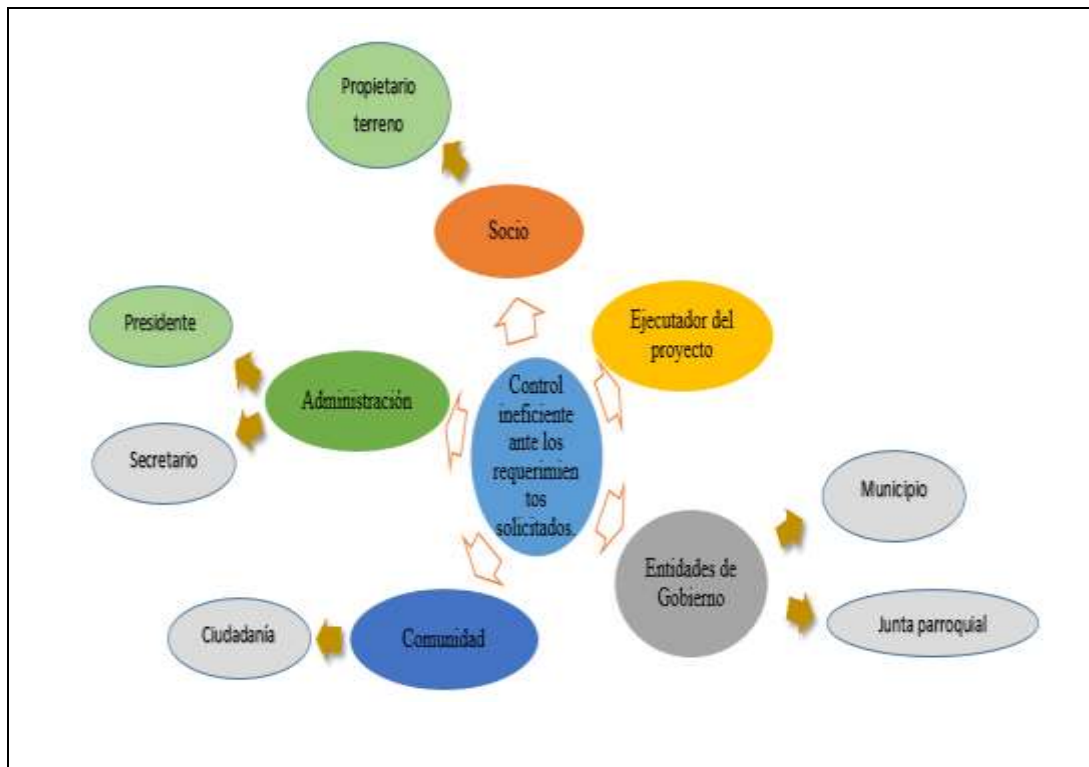 Propietario
terreno
Socio
Ejecutador del
proyecto
Presidente
Administración
Secretario
Control
ineficiente
ante los
requerimien
tos
solicitados.
Municipio
Entidades de
Gobierno
Junta parroquial
Ciudadanía
Comunidad